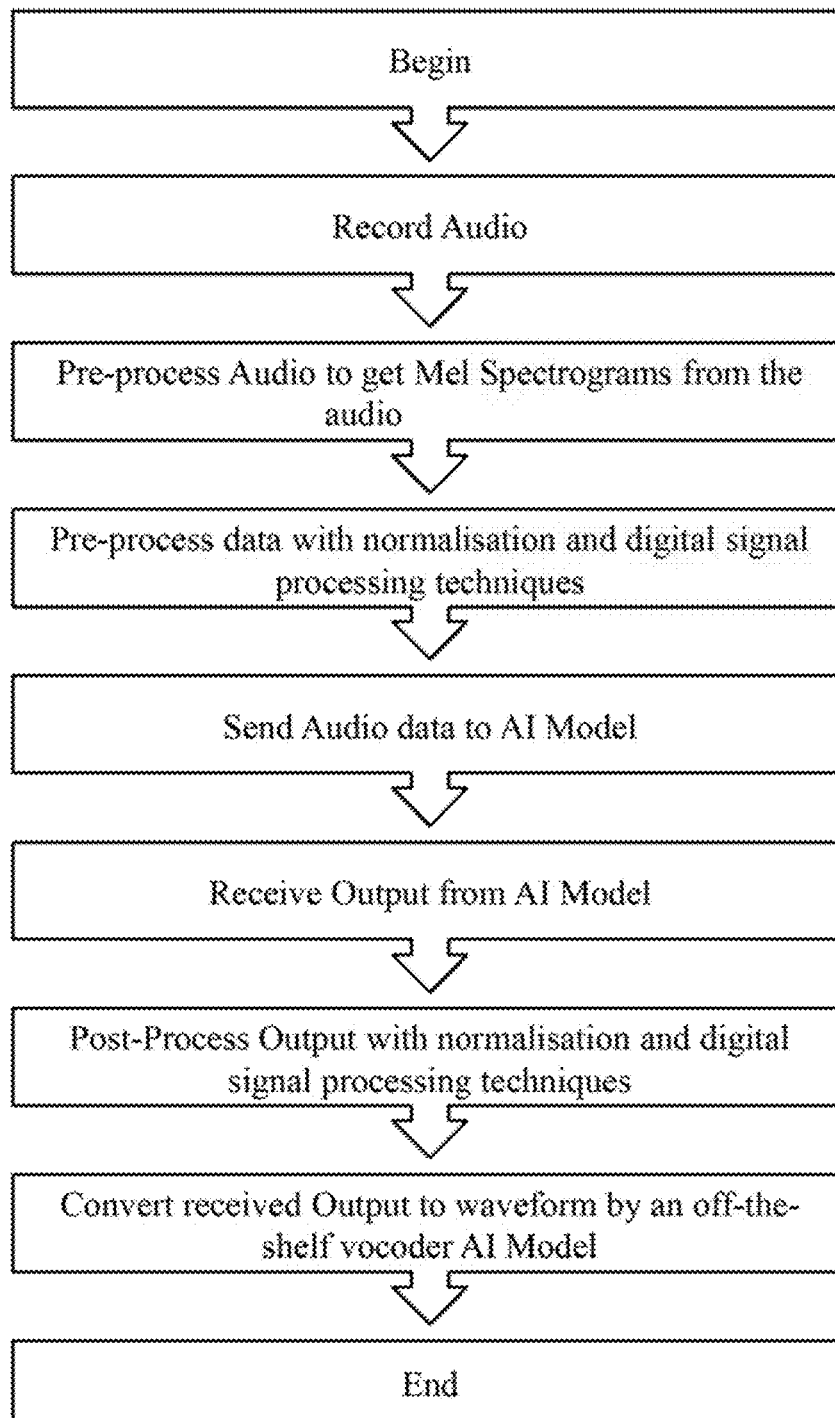 Begin
Record Audio
Pre-process Audio to get Mel Spectrograms from the
audio
Pre-process data with normalisation and digital signal
processing techniques
Send Audio data to AI Model
Receive Output from AI Model
Post-Process Output with normalisation and digital
signal processing techniques
Convert received Output to waveform by an off-the-
shelf vocoder AI Model
End